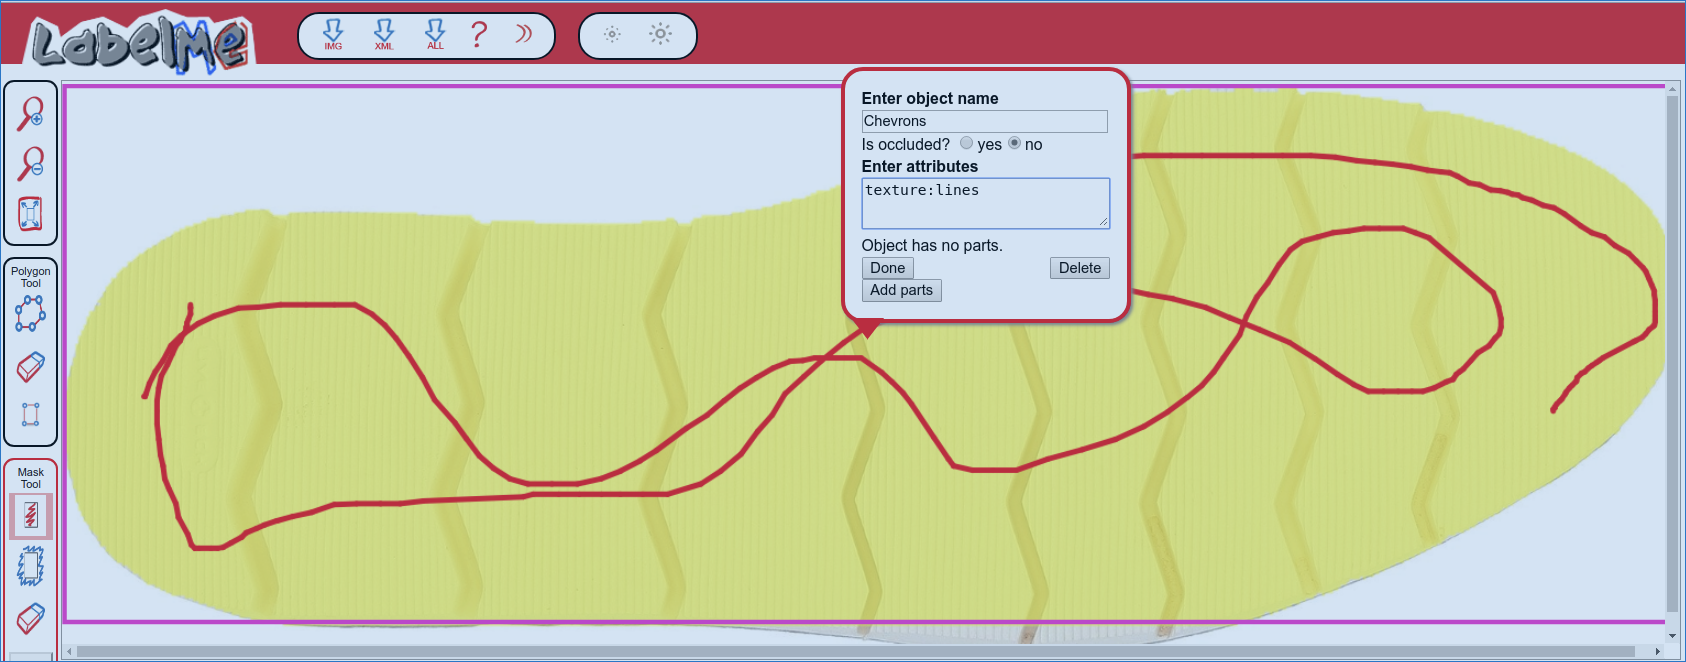 LabelMe
IMG
XML
ALL
?
Polygon
Tool
Mask
Tool
Enter object name
Chevrons
Is occluded? yes no
Enter attributes
texture:lines
Object has no parts.
Done Delete
Add parts